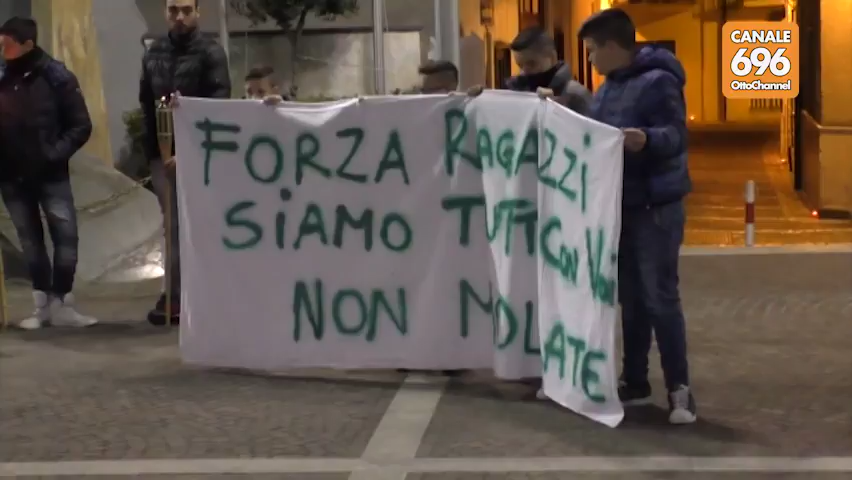 FORZA RAGAZZI
SiAMO TUTTi CON Voi
NON MOLLATE
CANALE
696
OttoChannel